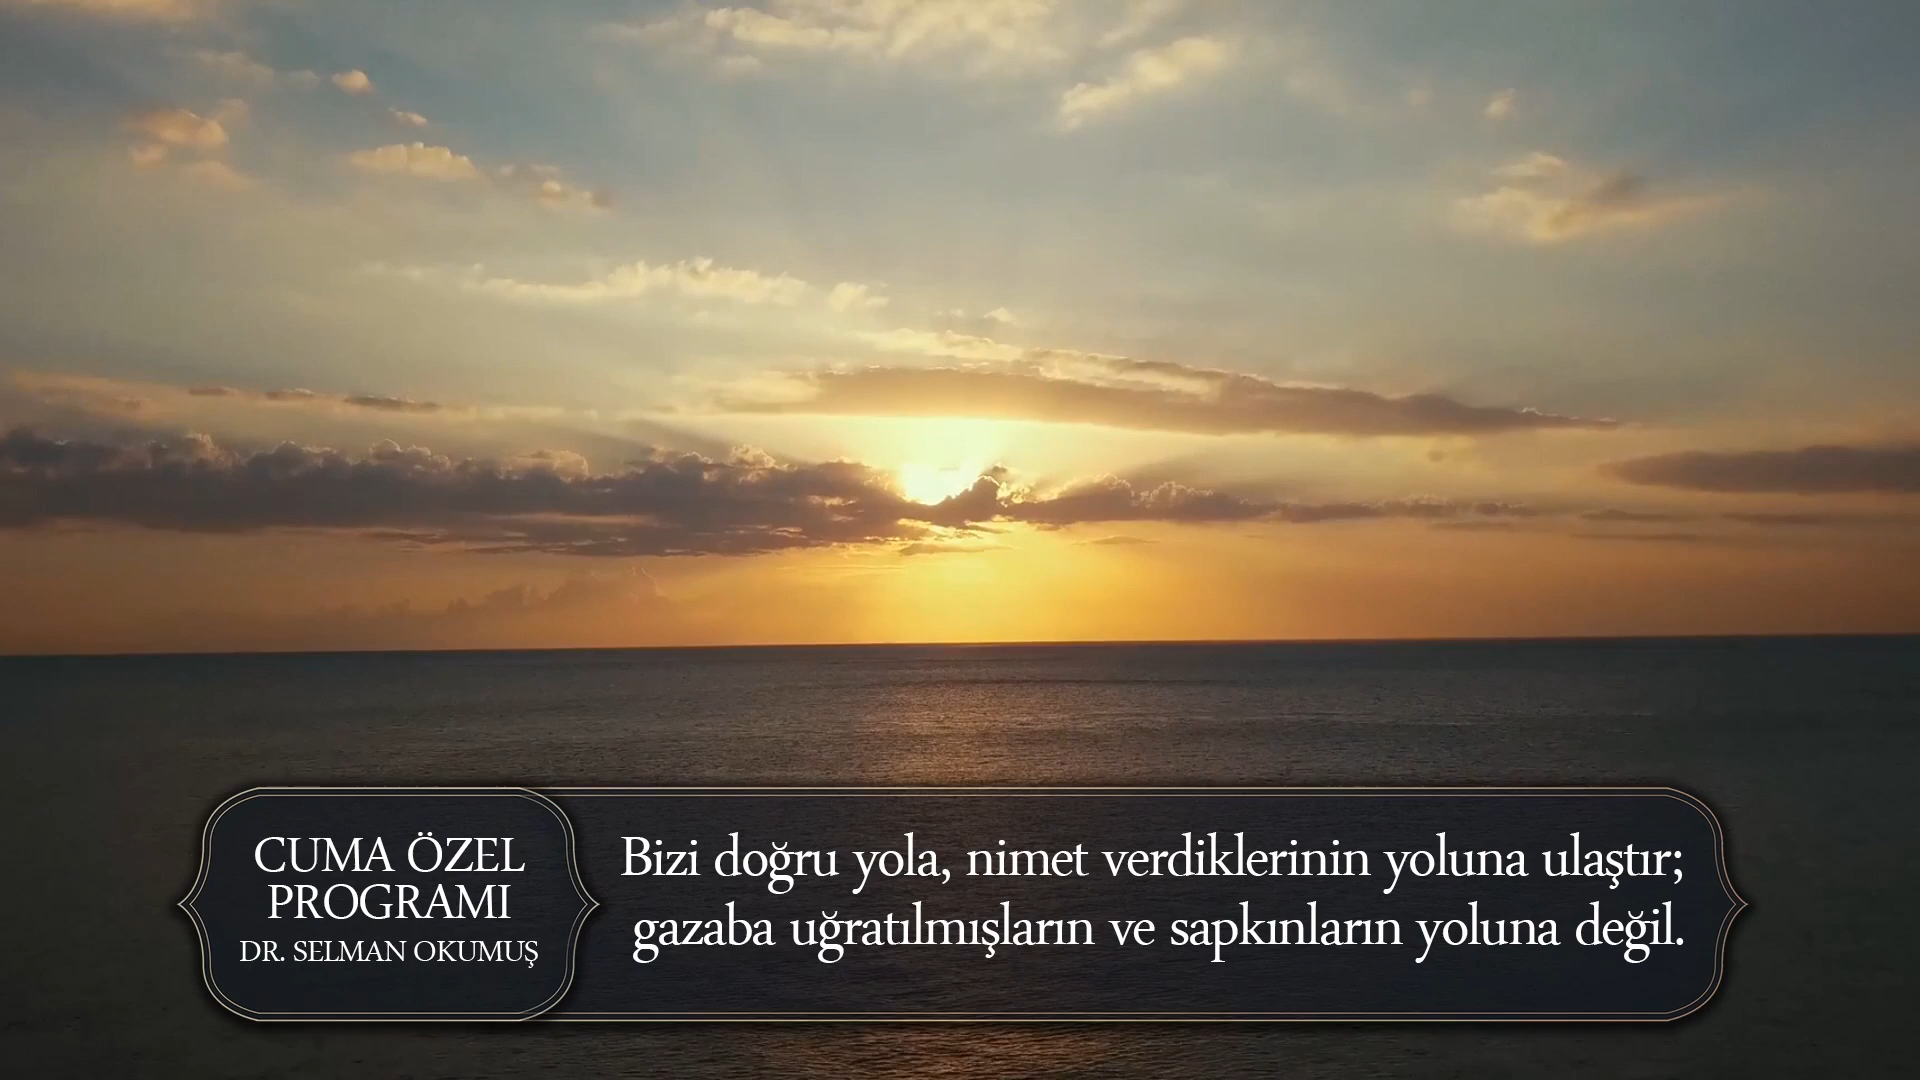 CUMA ÖZEL
PROGRAMI
DR. SELMAN OKUMUŞ
Bizi doğru yola, nimet verdiklerinin yoluna ulaştır;
gazaba uğratılmışların ve sapkınların yoluna değil.